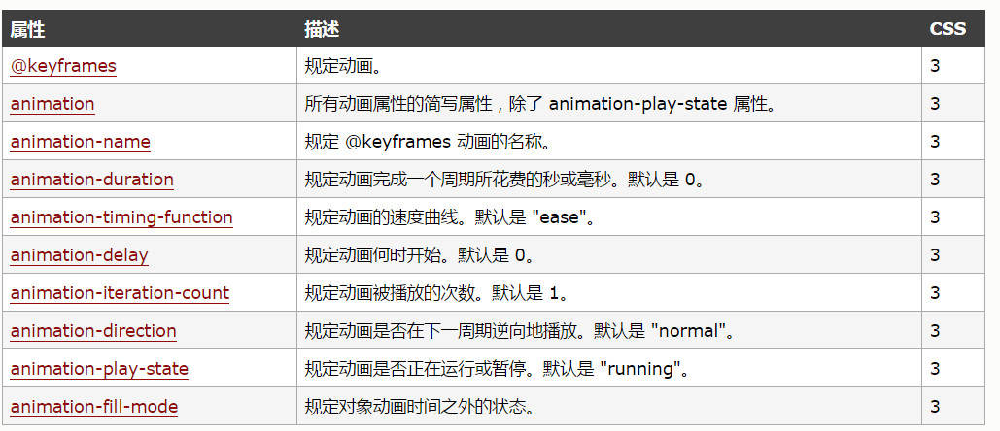 属性 描述 CSS
@keyframes 规定动画。 3
animation 所有动画属性的简写属性，除了 animation-play-state 属性。 3
animation-name 规定 @keyframes 动画的名称。 3
animation-duration 规定动画完成一个周期所花费的秒或毫秒。默认是 0。 3
animation-timing-function 规定动画的速度曲线。默认是 "ease"。 3
animation-delay 规定动画何时开始。默认是 0。 3
animation-iteration-count 规定动画被播放的次数。默认是 1。 3
animation-direction 规定动画是否在下一周期逆向地播放。默认是 "normal"。 3
animation-play-state 规定动画是否正在运行或暂停。默认是 "running"。 3
animation-fill-mode 规定对象动画时间之外的状态。 3